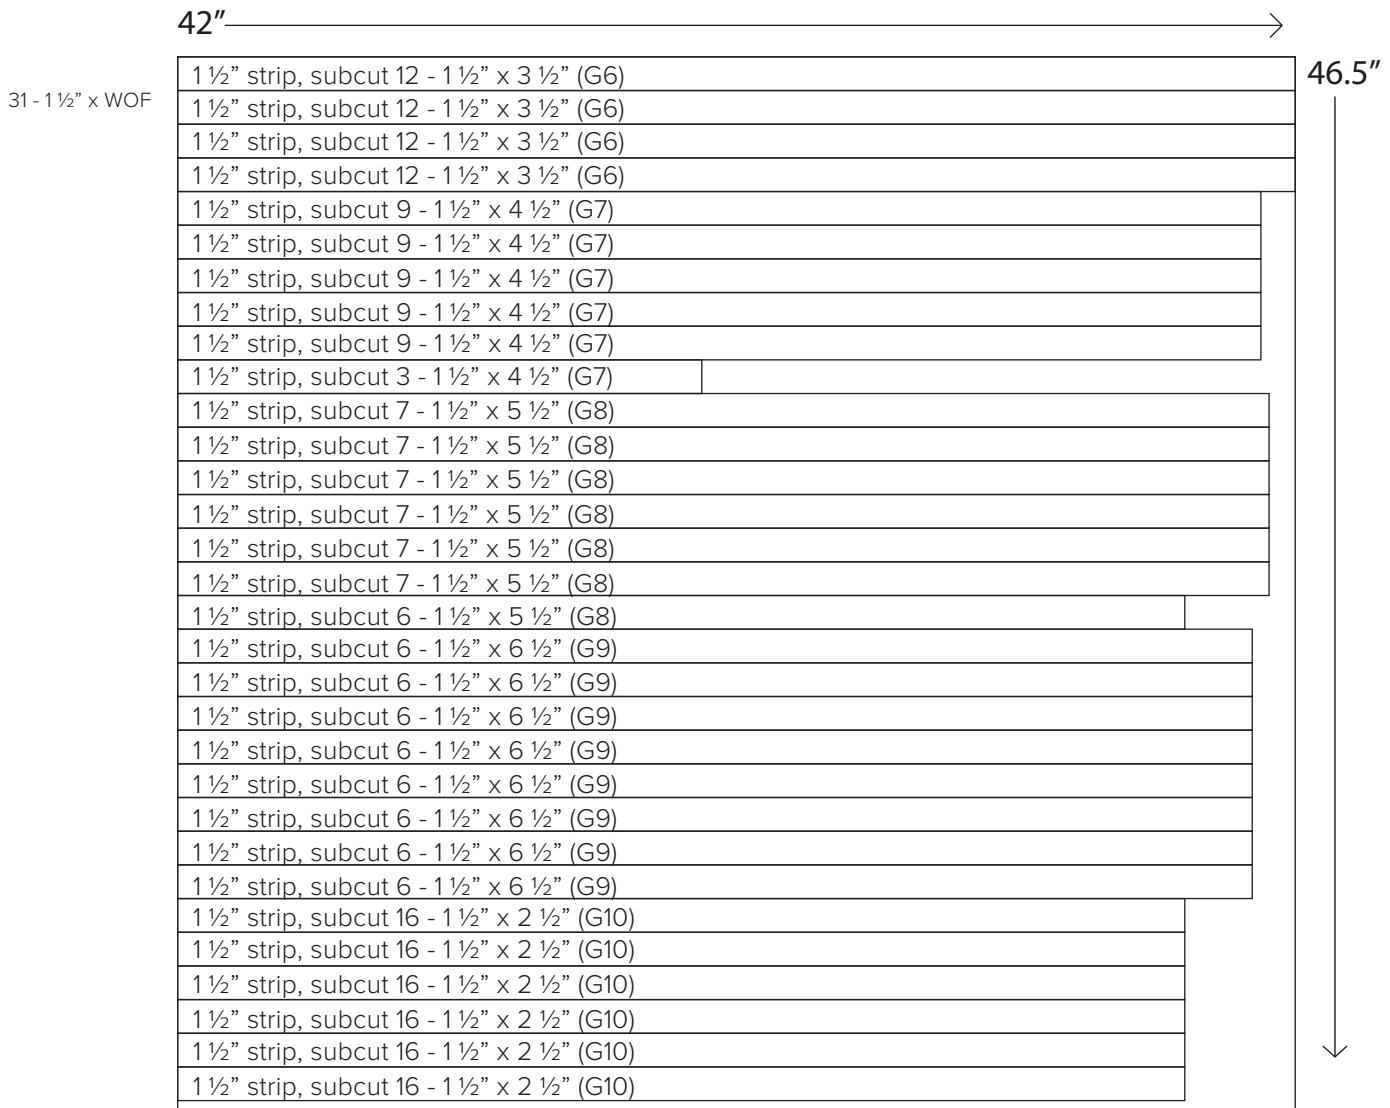 42”
46.5”
31 - 1 ½” x WOF
1 ½” strip, subcut 12 - 1 ½” x 3 ½” (G6)
1 ½” strip, subcut 12 - 1 ½” x 3 ½” (G6)
1 ½” strip, subcut 12 - 1 ½” x 3 ½” (G6)
1 ½” strip, subcut 12 - 1 ½” x 3 ½” (G6)
1 ½” strip, subcut 9 - 1 ½” x 4 ½” (G7)
1 ½” strip, subcut 9 - 1 ½” x 4 ½” (G7)
1 ½” strip, subcut 9 - 1 ½” x 4 ½” (G7)
1 ½” strip, subcut 9 - 1 ½” x 4 ½” (G7)
1 ½” strip, subcut 9 - 1 ½” x 4 ½” (G7)
1 ½” strip, subcut 3 - 1 ½” x 4 ½” (G7)
1 ½” strip, subcut 7 - 1 ½” x 5 ½” (G8)
1 ½” strip, subcut 7 - 1 ½” x 5 ½” (G8)
1 ½” strip, subcut 7 - 1 ½” x 5 ½” (G8)
1 ½” strip, subcut 7 - 1 ½” x 5 ½” (G8)
1 ½” strip, subcut 7 - 1 ½” x 5 ½” (G8)
1 ½” strip, subcut 7 - 1 ½” x 5 ½” (G8)
1 ½” strip, subcut 6 - 1 ½” x 5 ½” (G8)
1 ½” strip, subcut 6 - 1 ½” x 6 ½” (G9)
1 ½” strip, subcut 6 - 1 ½” x 6 ½” (G9)
1 ½” strip, subcut 6 - 1 ½” x 6 ½” (G9)
1 ½” strip, subcut 6 - 1 ½” x 6 ½” (G9)
1 ½” strip, subcut 6 - 1 ½” x 6 ½” (G9)
1 ½” strip, subcut 6 - 1 ½” x 6 ½” (G9)
1 ½” strip, subcut 6 - 1 ½” x 6 ½” (G9)
1 ½” strip, subcut 6 - 1 ½” x 6 ½” (G9)
1 ½” strip, subcut 16 - 1 ½” x 2 ½” (G10)
1 ½” strip, subcut 16 - 1 ½” x 2 ½” (G10)
1 ½” strip, subcut 16 - 1 ½” x 2 ½” (G10)
1 ½” strip, subcut 16 - 1 ½” x 2 ½” (G10)
1 ½” strip, subcut 16 - 1 ½” x 2 ½” (G10)
1 ½” strip, subcut 16 - 1 ½” x 2 ½” (G10)